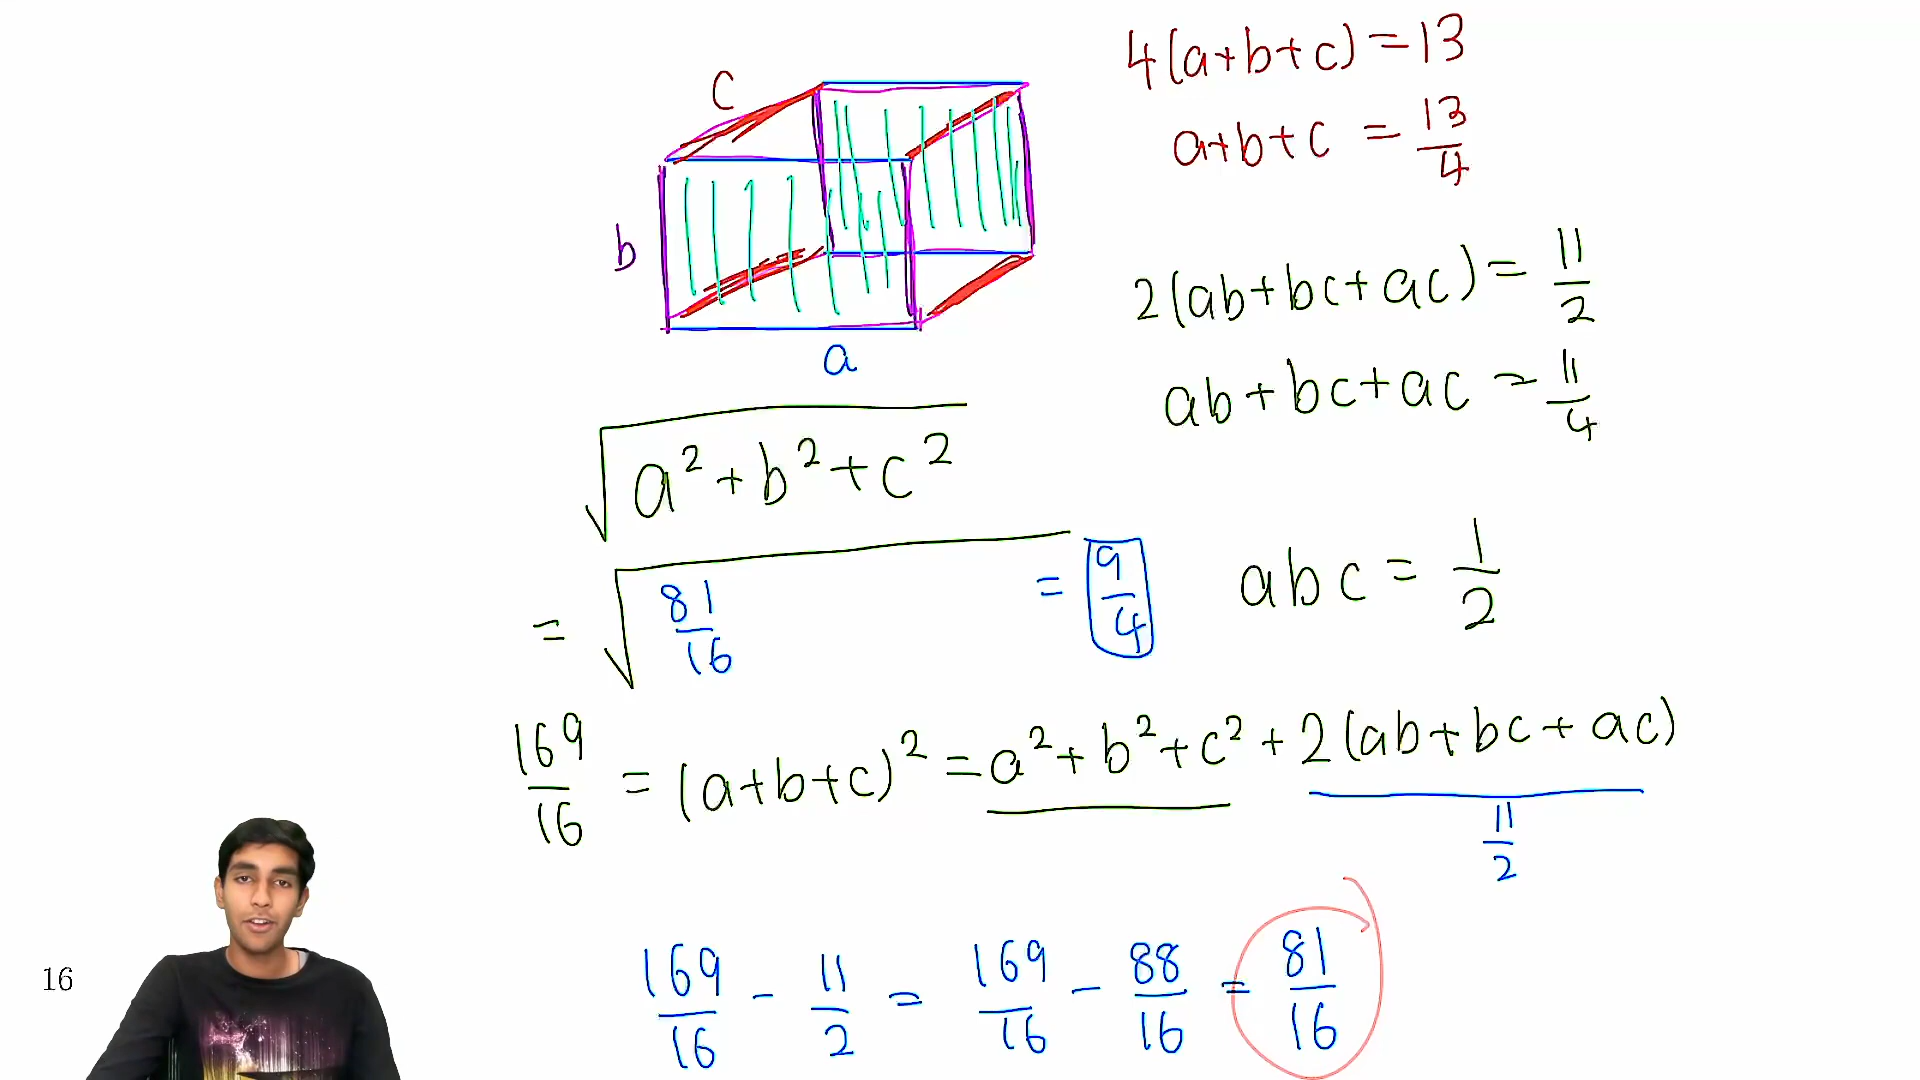 4(a+b+c) = 13
a+b+c = 13/4
c
b
a
2(ab+bc+ac) = 11/2
ab+bc+ac = 11/4
√(a²+b²+c²)
= √(81/16) = 9/4
abc = 1/2
169/16 = (a+b+c)² = a²+b²+c² + 2(ab+bc+ac)
11/2
169/16 - 11/2 = 169/16 - 88/16 = 81/16
16